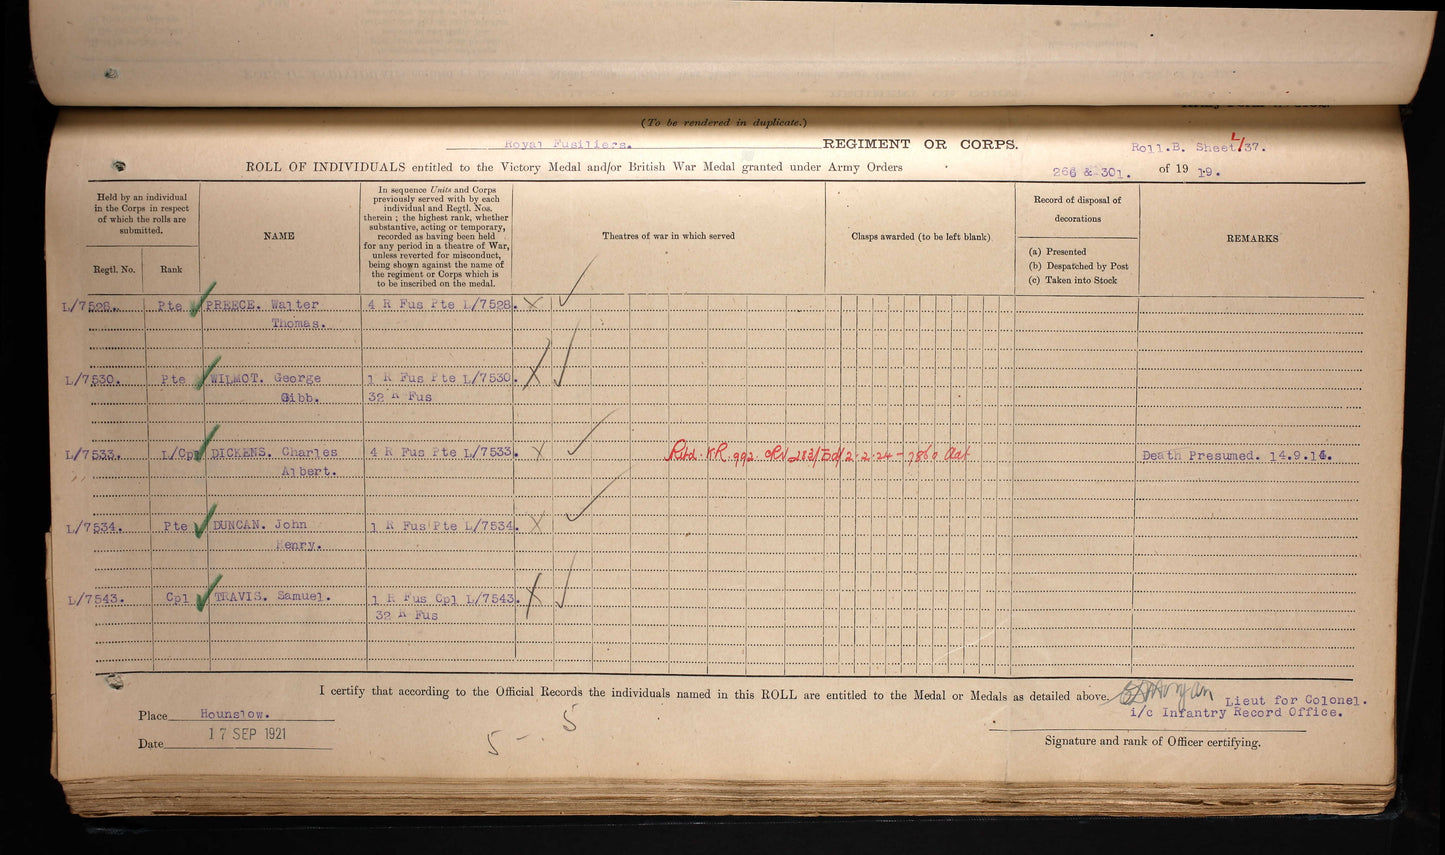 (To be rendered in duplicate.)
Royal Fusiliers. REGIMENT OR CORPS. Roll.B. Sheet L/37.
ROLL OF INDIVIDUALS entitled to the Victory Medal and/or British War Medal granted under Army Orders 266 & 301. of 1919.
Held by an individual
in the Corps in respect
of which the rolls are
submitted.
Regtl. No.
Rank
NAME
In sequence Units and Corps
previously served with by each
individual and Regtl. Nos.
therein ; the highest rank, whether
substantive, acting or temporary,
recorded as having been held
for any period in a theatre of War,
unless reverted for misconduct,
being shown against the name of
the regiment or Corps which is
to be inscribed on the medal.
Theatres of war in which served
Clasps awarded (to be left blank)
Record of disposal of
decorations
(a) Presented
(b) Despatched by Post
(c) Taken into Stock
REMARKS
L/7528. Pte PREECE. Walter 4 R Fus Pte L/7528.
Thomas.
L/7530. Pte WILMOT. George 1 R Fus Pte L/7530.
Gibb. 32 R Fus
L/7533. L/Cpl DICKENS. Charles 4 R Fus Pte L/7533. Rtd. KR. 992 Death Presumed. 14.9.14.
Albert.
L/7534. Pte DUNCAN. John 1 R Fus Pte L/7534.
Henry.
L/7543. Cpl TRAVIS. Samuel. 1 R Fus Cpl L/7543.
32 R Fus
I certify that according to the Official Records the individuals named in this ROLL are entitled to the Medal or Medals as detailed above.
Lieut for Colonel.
i/c Infantry Record Office.
Place Hounslow.
Date 17 SEP 1921
5 - . 5
Signature and rank of Officer certifying.